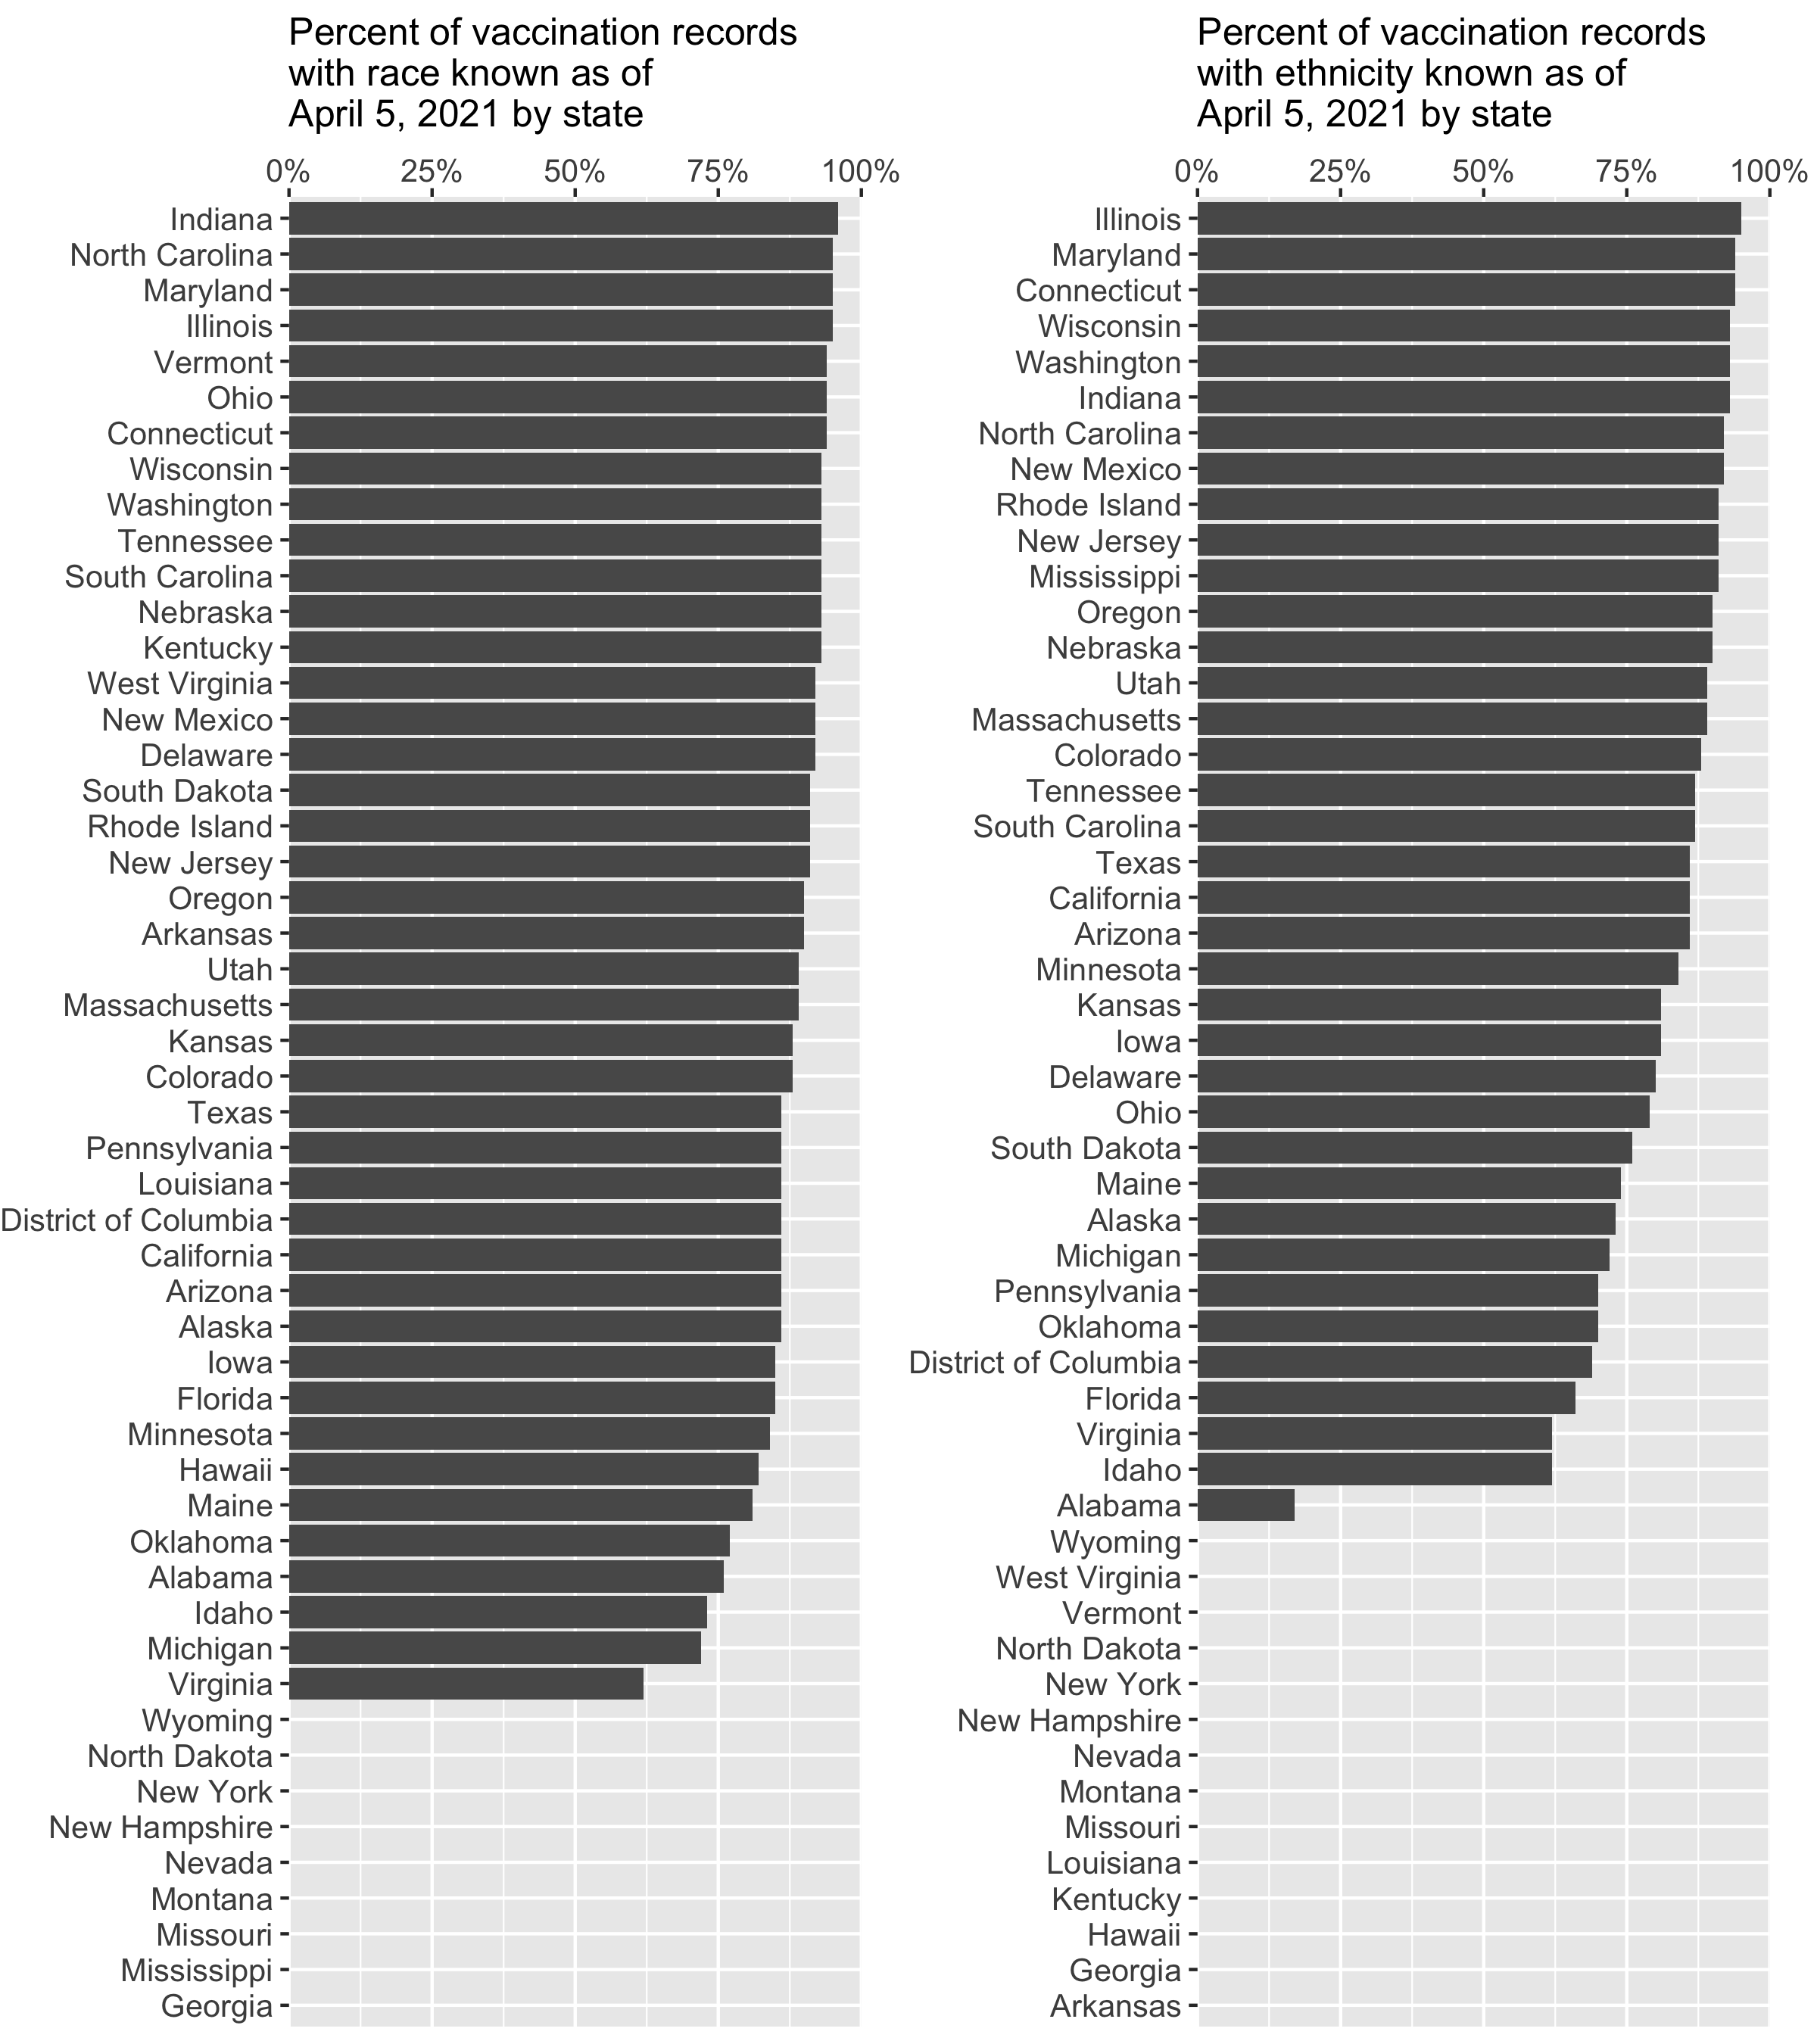 Percent of vaccination records
with race known as of
April 5, 2021 by state
0% 25% 50% 75% 100%
Indiana
North Carolina
Maryland
Illinois
Vermont
Ohio
Connecticut
Wisconsin
Washington
Tennessee
South Carolina
Nebraska
Kentucky
West Virginia
New Mexico
Delaware
South Dakota
Rhode Island
New Jersey
Oregon
Arkansas
Utah
Massachusetts
Kansas
Colorado
Texas
Pennsylvania
Louisiana
District of Columbia
California
Arizona
Alaska
Iowa
Florida
Minnesota
Hawaii
Maine
Oklahoma
Alabama
Idaho
Michigan
Virginia
Wyoming
North Dakota
New York
New Hampshire
Nevada
Montana
Missouri
Mississippi
Georgia
Percent of vaccination records
with ethnicity known as of
April 5, 2021 by state
0% 25% 50% 75% 100%
Illinois
Maryland
Connecticut
Wisconsin
Washington
Indiana
North Carolina
New Mexico
Rhode Island
New Jersey
Mississippi
Oregon
Nebraska
Utah
Massachusetts
Colorado
Tennessee
South Carolina
Texas
California
Arizona
Minnesota
Kansas
Iowa
Delaware
Ohio
South Dakota
Maine
Alaska
Michigan
Pennsylvania
Oklahoma
District of Columbia
Florida
Virginia
Idaho
Alabama
Wyoming
West Virginia
Vermont
North Dakota
New York
New Hampshire
Nevada
Montana
Missouri
Louisiana
Kentucky
Hawaii
Georgia
Arkansas